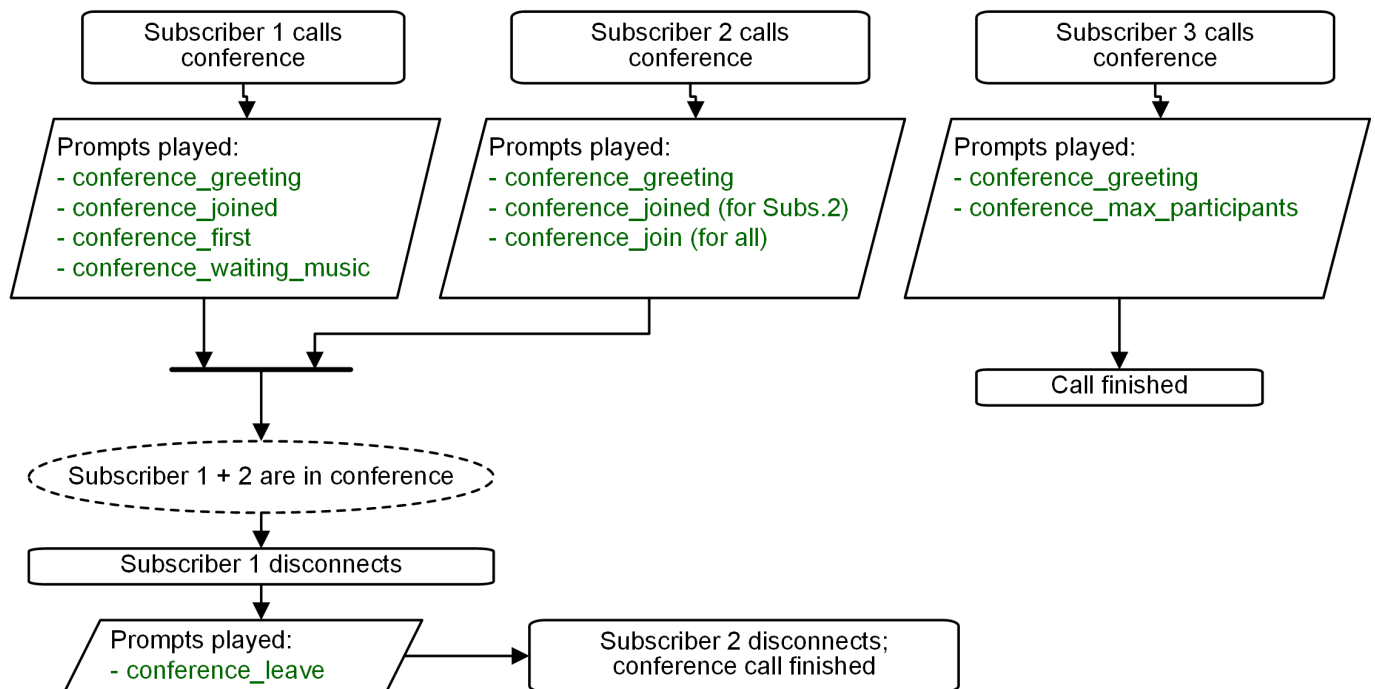 Subscriber 1 calls
conference
Subscriber 2 calls
conference
Subscriber 3 calls
conference
Prompts played:
- conference_greeting
- conference_joined
- conference_first
- conference_waiting_music
Prompts played:
- conference_greeting
- conference_joined (for Subs.2)
- conference_join (for all)
Prompts played:
- conference_greeting
- conference_max_participants
Call finished
Subscriber 1 + 2 are in conference
Subscriber 1 disconnects
Prompts played:
- conference_leave
Subscriber 2 disconnects;
conference call finished